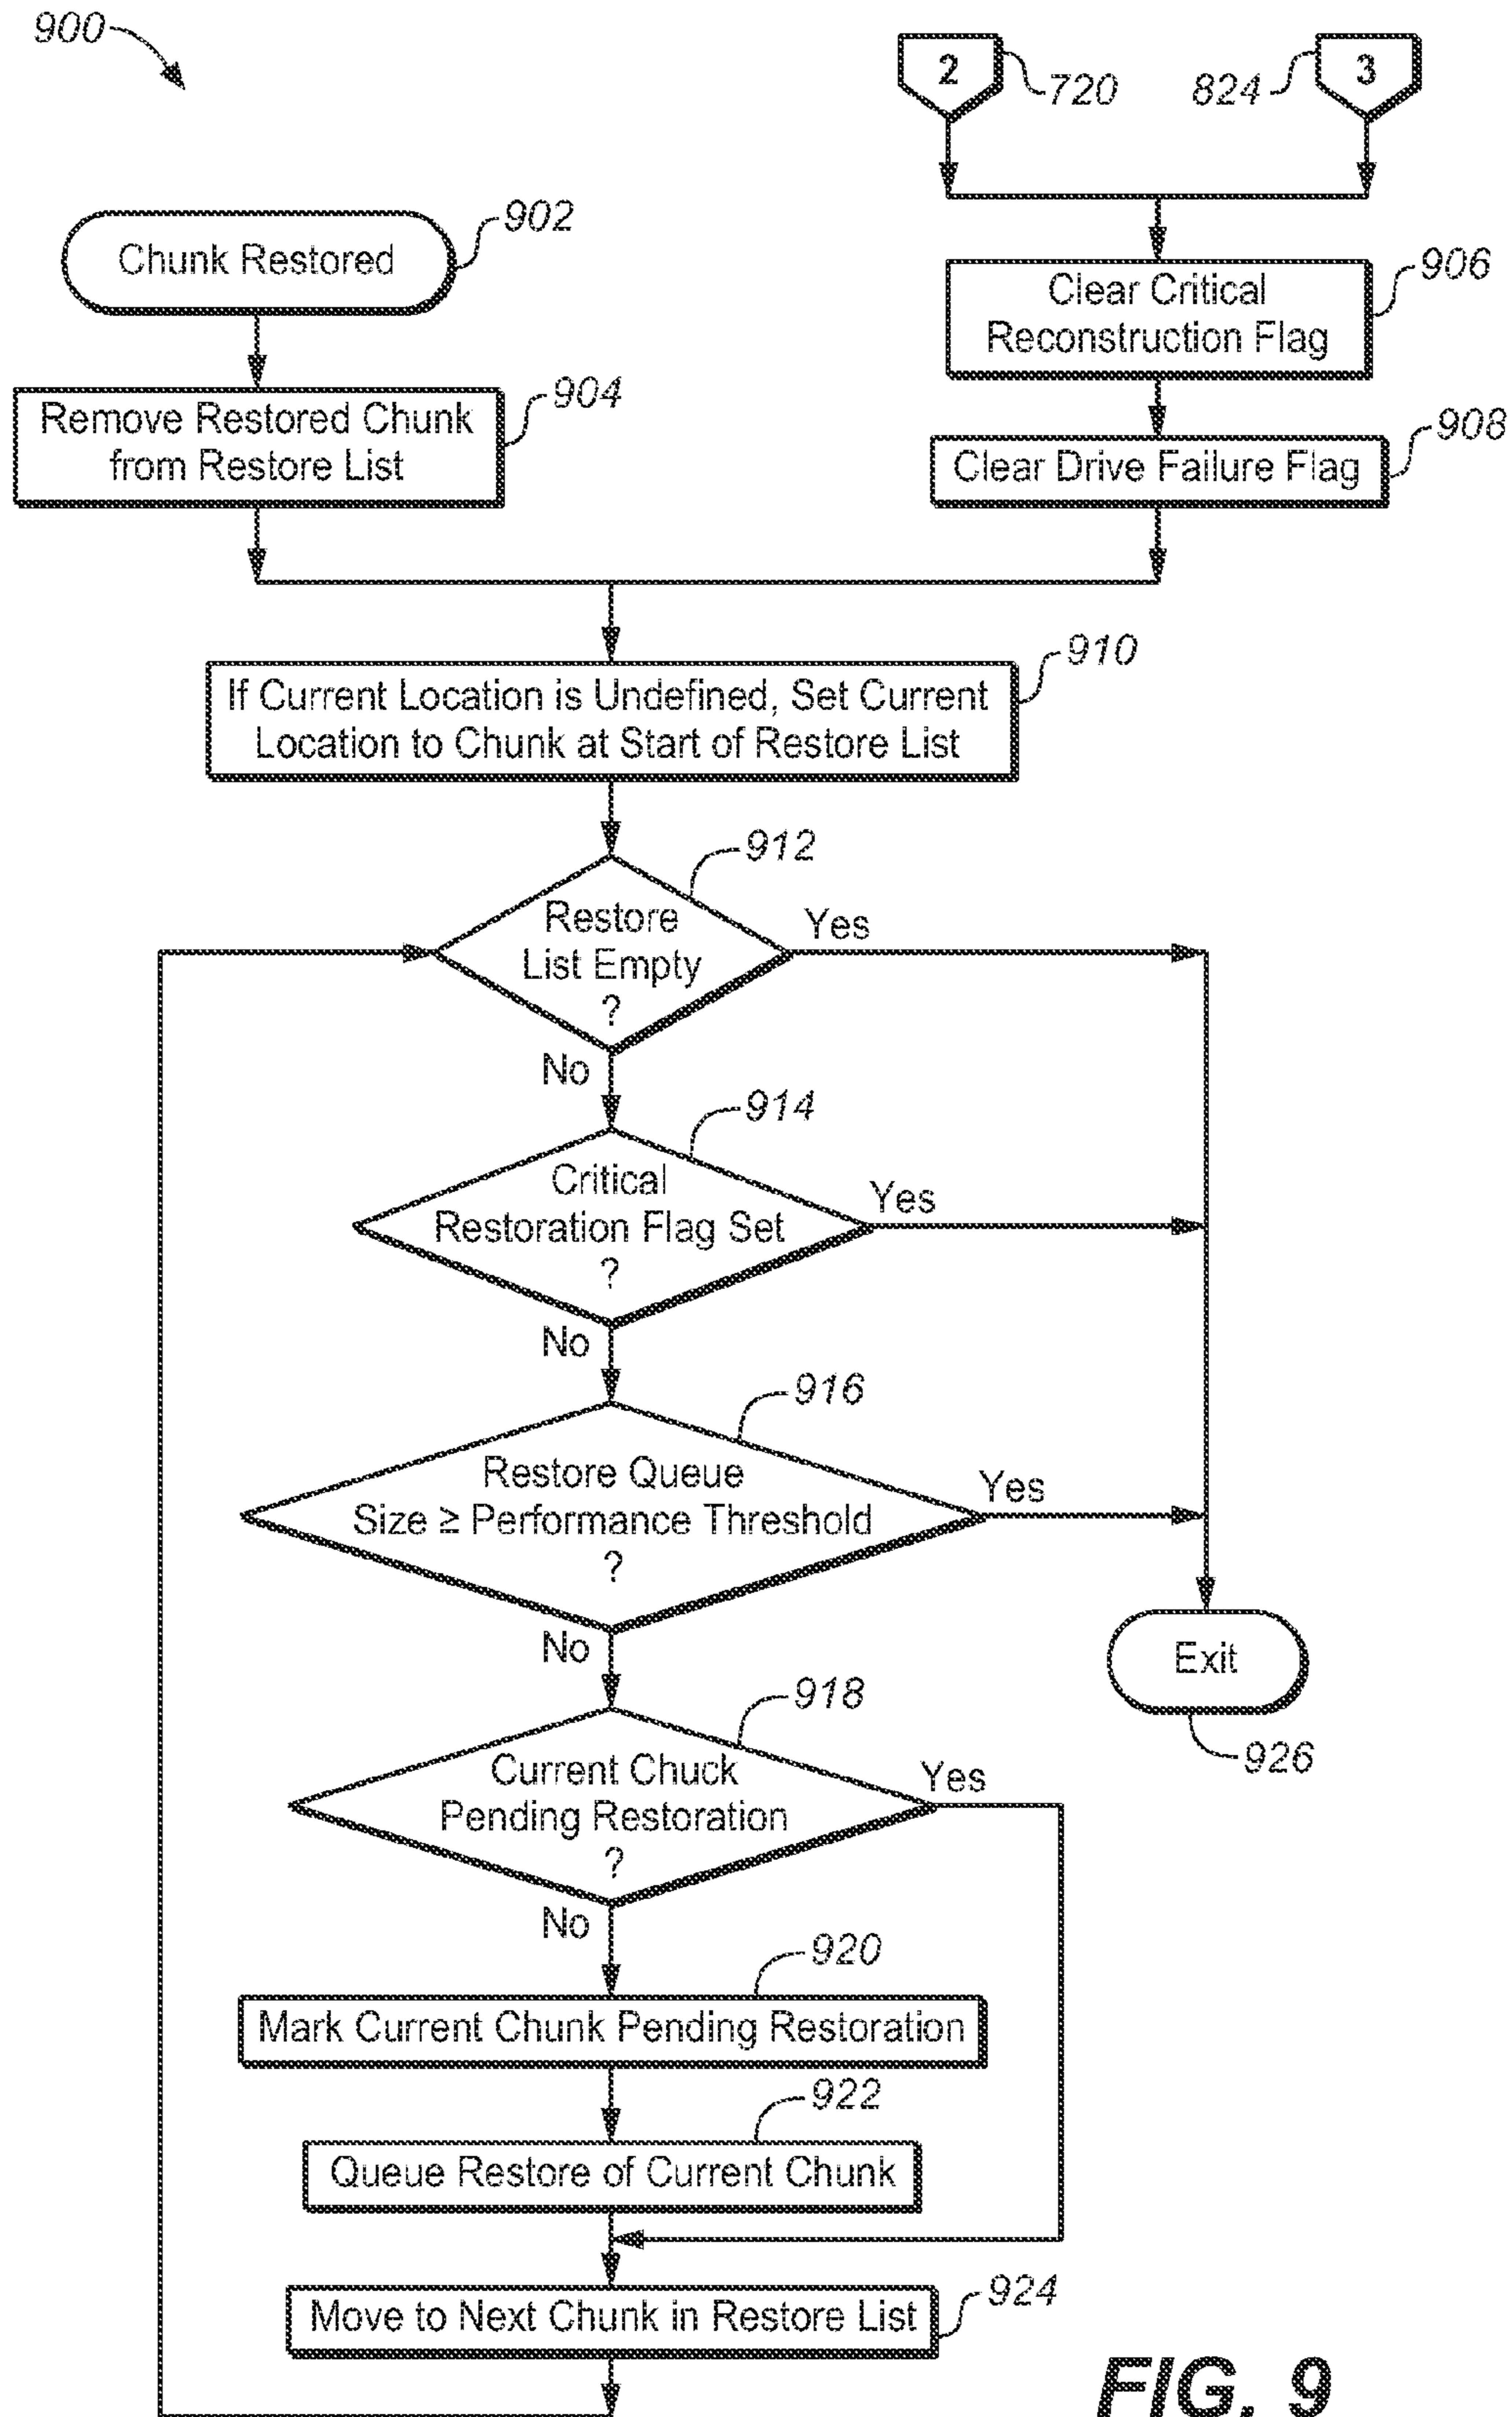 900
2
720
824
3
902
Chunk Restored
906
Clear Critical
Reconstruction Flag
904
Remove Restored Chunk
from Restore List
908
Clear Drive Failure Flag
910
If Current Location is Undefined, Set Current
Location to Chunk at Start of Restore List
912
Restore
List Empty
?
Yes
No
914
Critical
Restoration Flag Set
?
Yes
No
916
Restore Queue
Size ≥ Performance Threshold
?
Yes
No
Exit
926
918
Current Chuck
Pending Restoration
?
Yes
No
920
Mark Current Chunk Pending Restoration
922
Queue Restore of Current Chunk
924
Move to Next Chunk in Restore List
FIG. 9